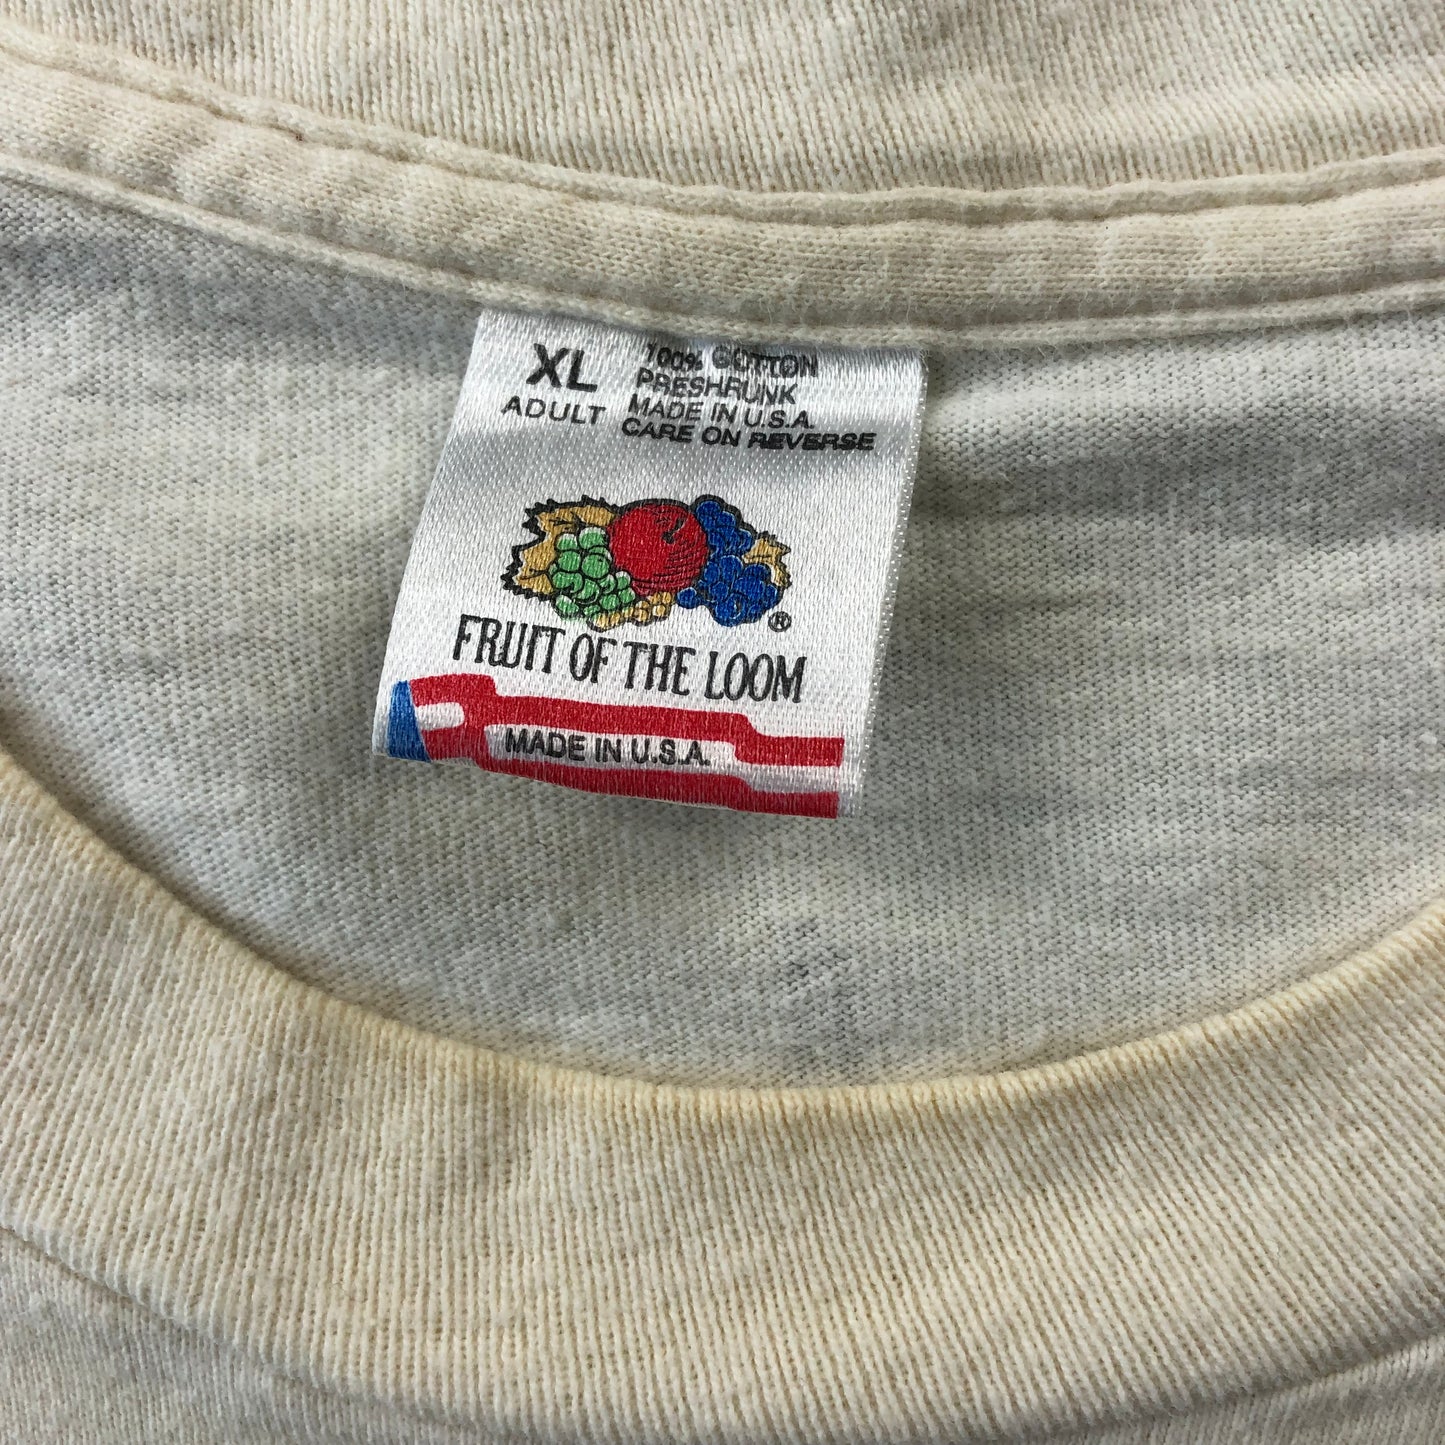 XL
ADULT
100% COTTON
PRESHRUNK
MADE IN U.S.A.
CARE ON REVERSE
®
FRUIT OF THE LOOM
MADE IN U.S.A.